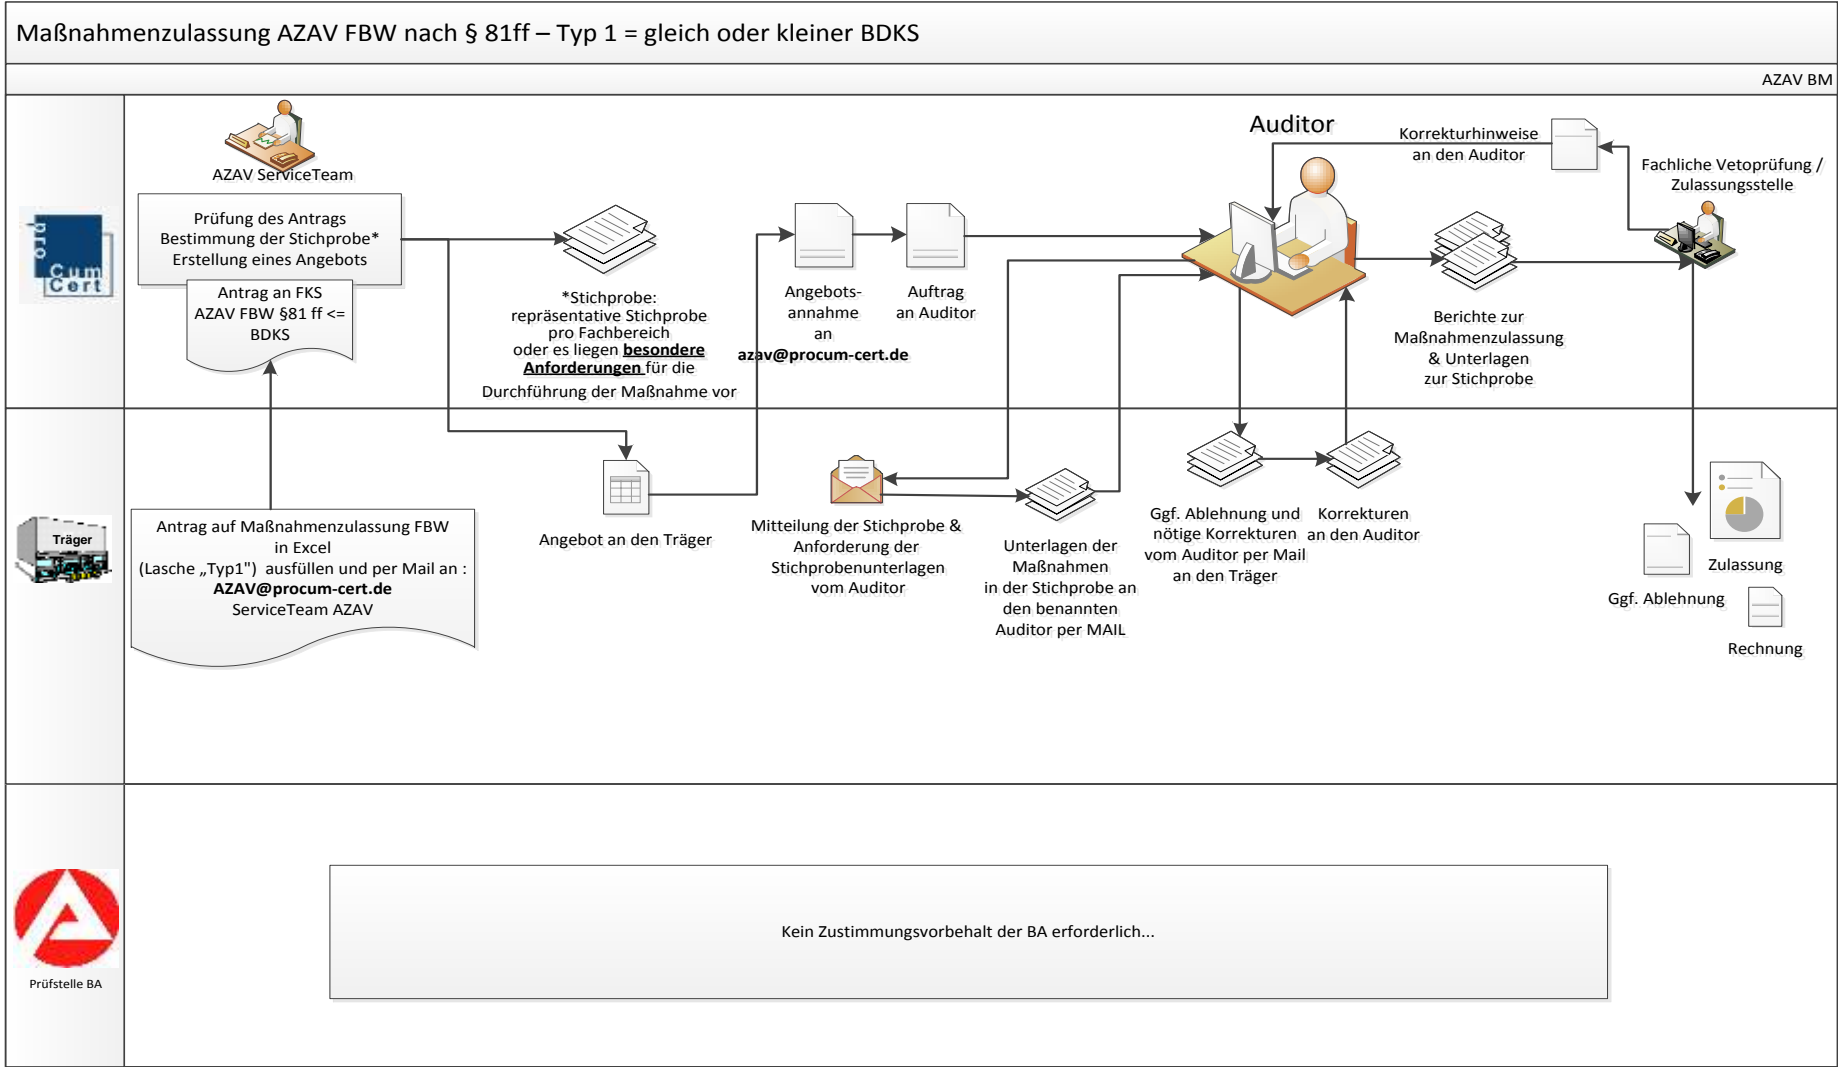 Maßnahmenzulassung AZAV FBW nach § 81ff – Typ 1 = gleich oder kleiner BDKS
AZAV BM
pro
Cum
Cert
AZAV ServiceTeam
Prüfung des Antrags
Bestimmung der Stichprobe*
Erstellung eines Angebots
Antrag an FKS
AZAV FBW §81 ff <=
BDKS
*Stichprobe:
repräsentative Stichprobe
pro Fachbereich
oder es liegen besondere
Anforderungen für die
Durchführung der Maßnahme vor
Angebots-
annahme
an
azav@procum-cert.de
Auftrag
an Auditor
Auditor
Korrekturhinweise
an den Auditor
Fachliche Vetoprüfung /
Zulassungsstelle
Berichte zur
Maßnahmenzulassung
& Unterlagen
zur Stichprobe
Träger
Antrag auf Maßnahmenzulassung FBW
in Excel
(Lasche „Typ1") ausfüllen und per Mail an :
AZAV@procum-cert.de
ServiceTeam AZAV
Angebot an den Träger
Mitteilung der Stichprobe &
Anforderung der
Stichprobenunterlagen
vom Auditor
Unterlagen der
Maßnahmen
in der Stichprobe an
den benannten
Auditor per MAIL
Ggf. Ablehnung und
nötige Korrekturen
vom Auditor per Mail
an den Träger
Korrekturen
an den Auditor
Zulassung
Ggf. Ablehnung
Rechnung
Prüfstelle BA
Kein Zustimmungsvorbehalt der BA erforderlich...